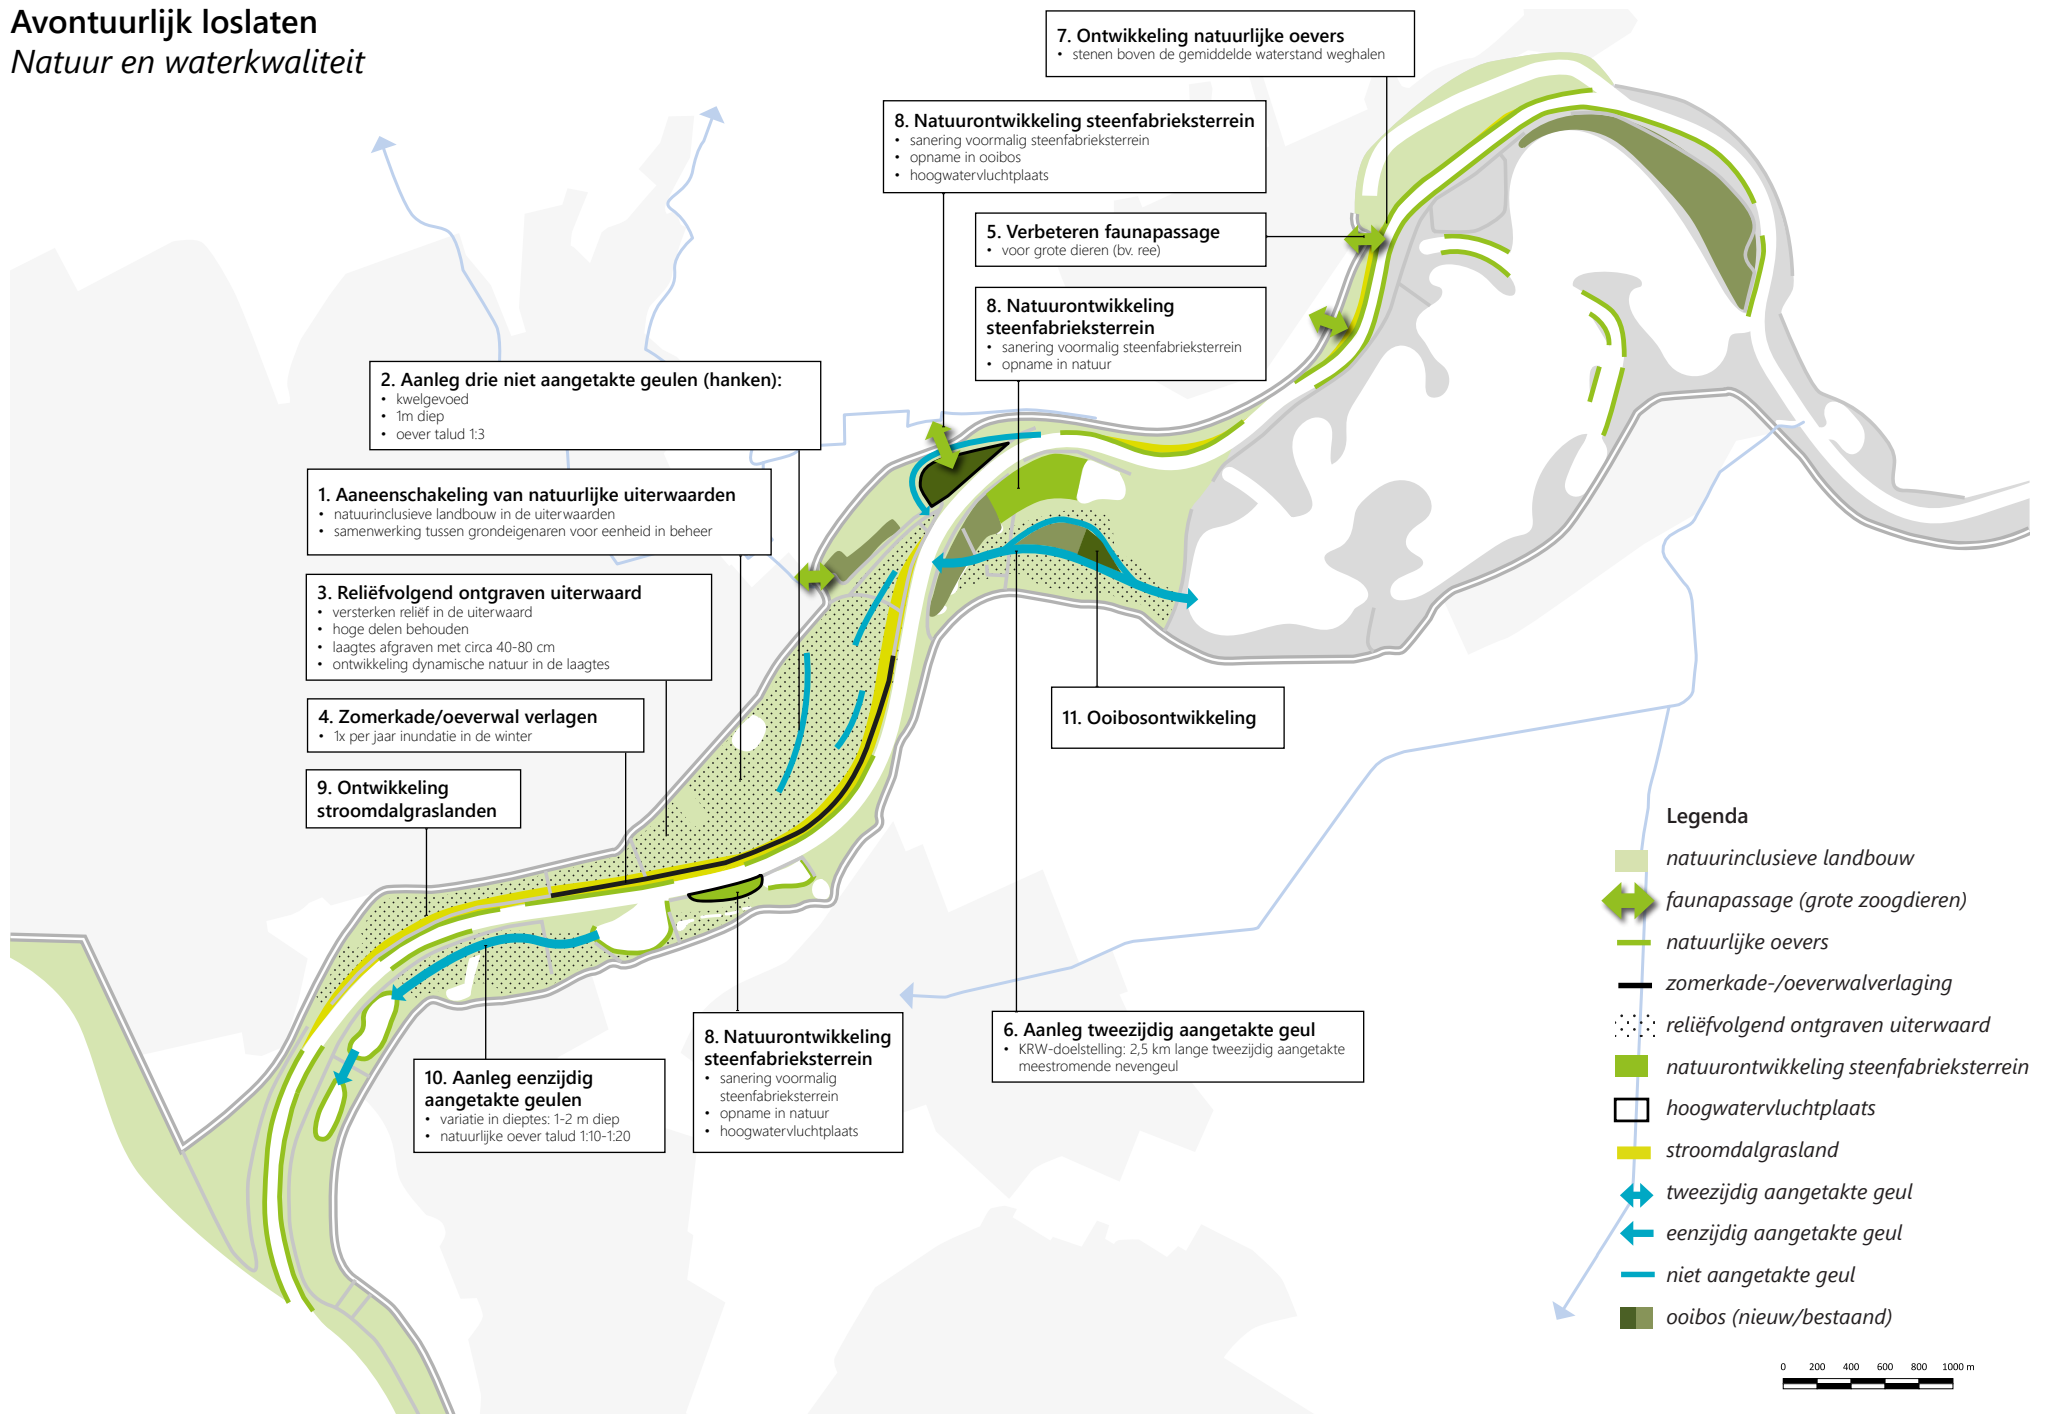 Avontuurlijk loslaten
Natuur en waterkwaliteit
7. Ontwikkeling natuurlijke oevers
• stenen boven de gemiddelde waterstand weghalen
8. Natuurontwikkeling steenfabrieksterrein
• sanering voormalig steenfabrieksterrein
• opname in ooibos
• hoogwatervluchtplaats
5. Verbeteren faunapassage
• voor grote dieren (bv. ree)
8. Natuurontwikkeling
steenfabrieksterrein
• sanering voormalig steenfabrieksterrein
• opname in natuur
2. Aanleg drie niet aangetakte geulen (hanken):
• kwelgevoed
• 1m diep
• oever talud 1:3
1. Aaneenschakeling van natuurlijke uiterwaarden
• natuurinclusieve landbouw in de uiterwaarden
• samenwerking tussen grondeigenaren voor eenheid in beheer
3. Reliëfvolgend ontgraven uiterwaard
• versterken reliëf in de uiterwaard
• hoge delen behouden
• laagtes afgraven met circa 40-80 cm
• ontwikkeling dynamische natuur in de laagtes
4. Zomerkade/oeverwal verlagen
• 1x per jaar inundatie in de winter
9. Ontwikkeling
stroomdalgraslanden
11. Ooibosontwikkeling
10. Aanleg eenzijdig
aangetakte geulen
• variatie in dieptes: 1-2 m diep
• natuurlijke oever talud 1:10-1:20
8. Natuurontwikkeling
steenfabrieksterrein
• sanering voormalig
steenfabrieksterrein
• opname in natuur
• hoogwatervluchtplaats
6. Aanleg tweezijdig aangetakte geul
• KRW-doelstelling: 2,5 km lange tweezijdig aangetakte
meestromende nevengeul
Legenda
natuurinclusieve landbouw
faunapassage (grote zoogdieren)
natuurlijke oevers
zomerkade-/oeverwalverlaging
reliëfvolgend ontgraven uiterwaard
natuurontwikkeling steenfabrieksterrein
hoogwatervluchtplaats
stroomdalgrasland
tweezijdig aangetakte geul
eenzijdig aangetakte geul
niet aangetakte geul
ooibos (nieuw/bestaand)
0 200 400 600 800 1000 m